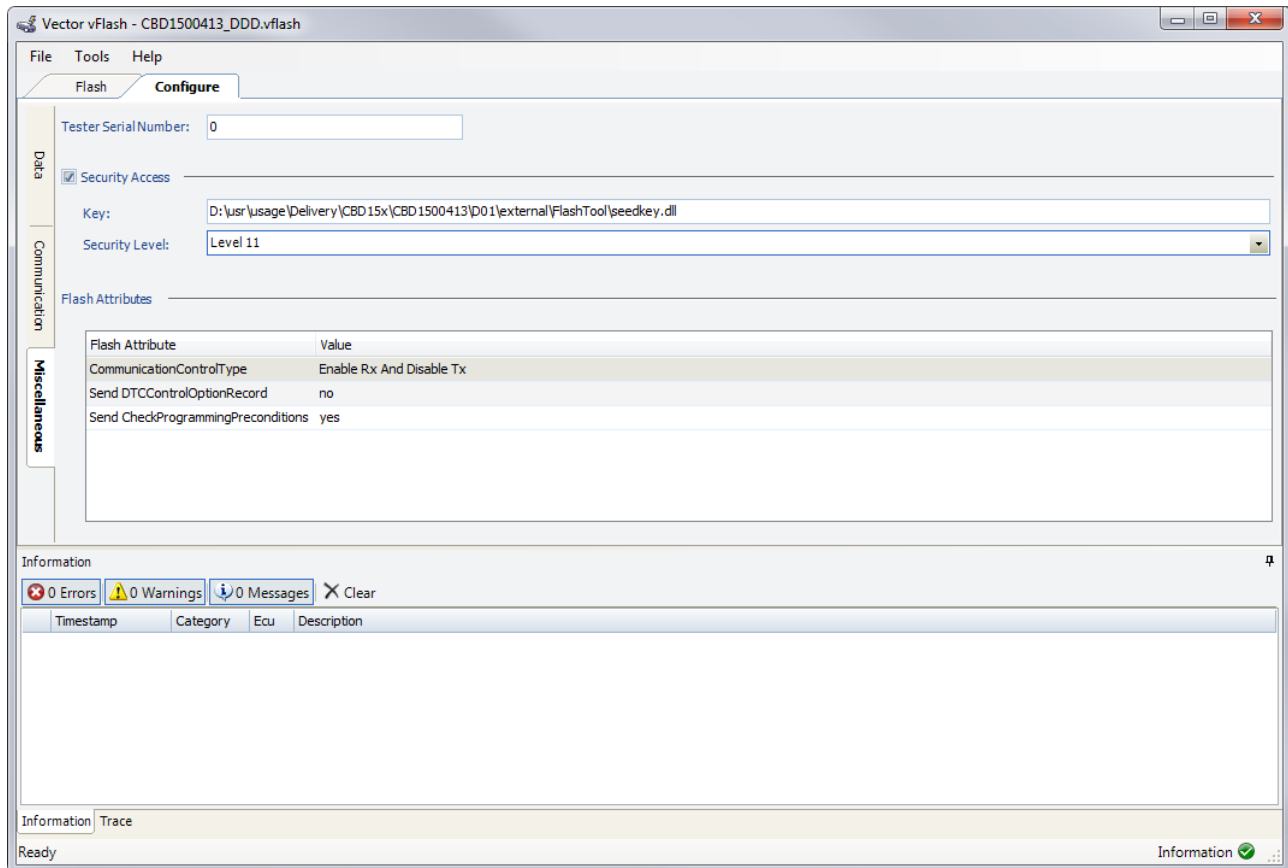 Vector vFlash - CBD1500413_DDD.vflash
File Tools Help
Flash Configure
Data
Communication
Miscellaneous
Tester Serial Number: 0
Security Access
Key: D:\usr\usage\Delivery\CBD15x\CBD1500413\D01\external\FlashTool\seedkey.dll
Security Level: Level 11
Flash Attributes
Flash Attribute Value
CommunicationControlType Enable Rx And Disable Tx
Send DTCControlOptionRecord no
Send CheckProgrammingPreconditions yes
Information
0 Errors 0 Warnings 0 Messages Clear
Timestamp Category Ecu Description
Information Trace
Ready Information